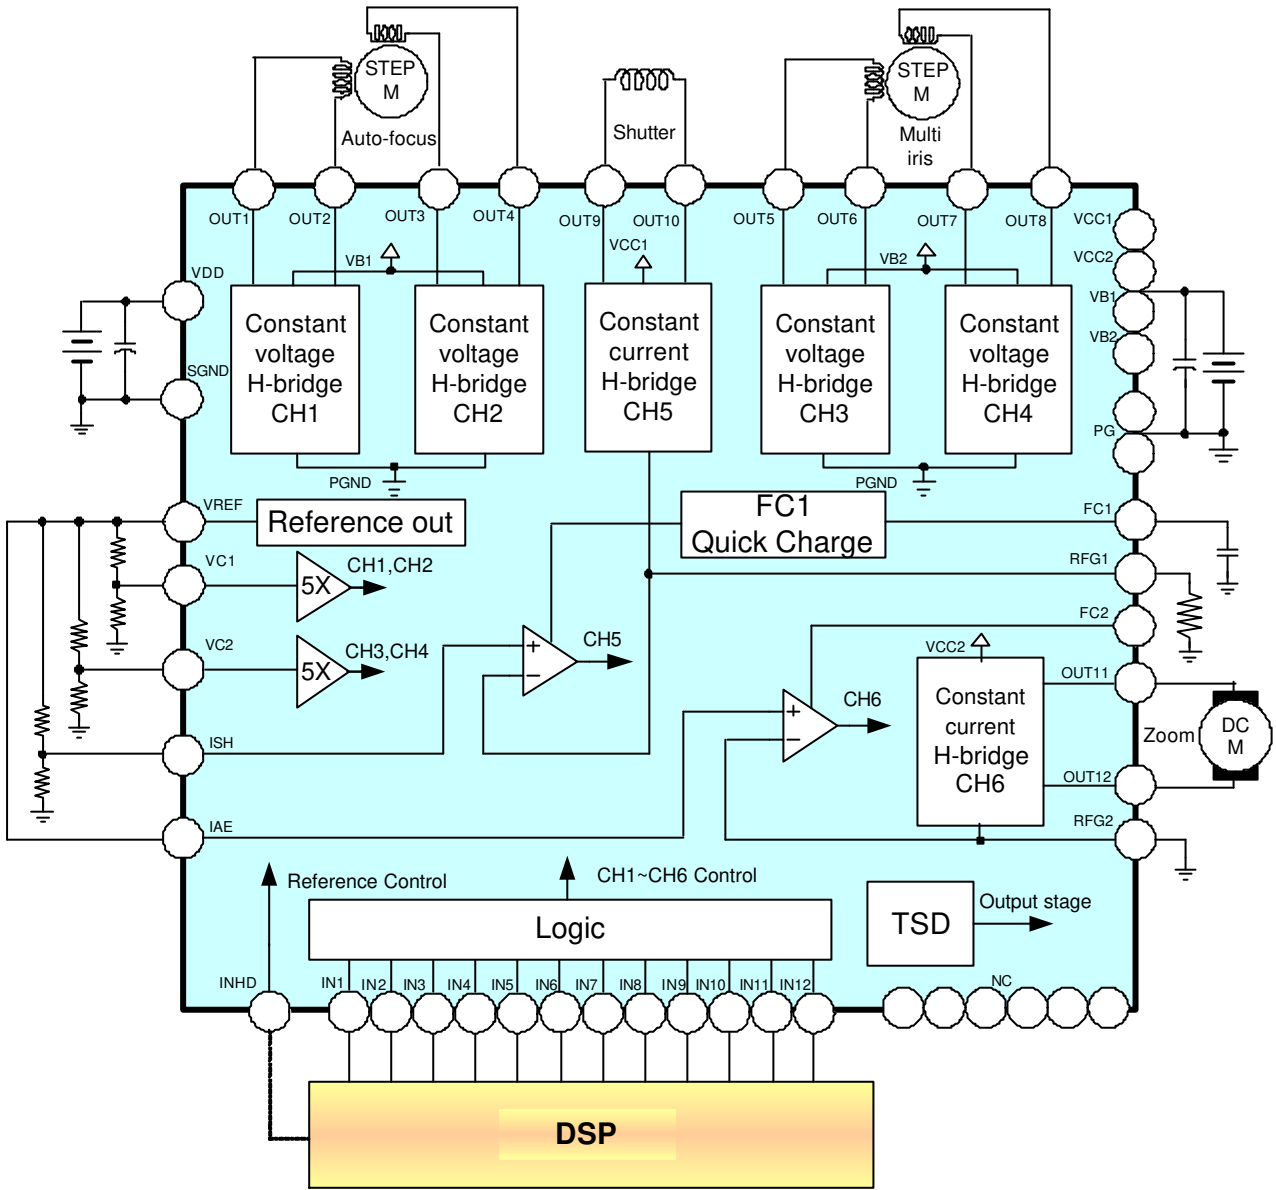 STEP
M
Auto-focus
Shutter
STEP
M
Multi
iris
OUT1
OUT2
OUT3
OUT4
OUT9
OUT10
OUT5
OUT6
OUT7
OUT8
VCC1
VCC2
VB1
VB2
PG
VDD
SGND
VB1
VCC1
VB2
Constant
voltage
H-bridge
CH1
Constant
voltage
H-bridge
CH2
Constant
current
H-bridge
CH5
Constant
voltage
H-bridge
CH3
Constant
voltage
H-bridge
CH4
PGND
PGND
VREF
Reference out
FC1
Quick Charge
FC1
VC1
5X
CH1,CH2
RFG1
FC2
VC2
5X
CH3,CH4
+
−
CH5
VCC2
OUT11
ISH
+
−
CH6
Constant
current
H-bridge
CH6
Zoom
DC
M
OUT12
IAE
RFG2
Reference Control
CH1~CH6 Control
Logic
TSD
Output stage
INHD
IN1
IN2
IN3
IN4
IN5
IN6
IN7
IN8
IN9
IN10
IN11
IN12
NC
DSP